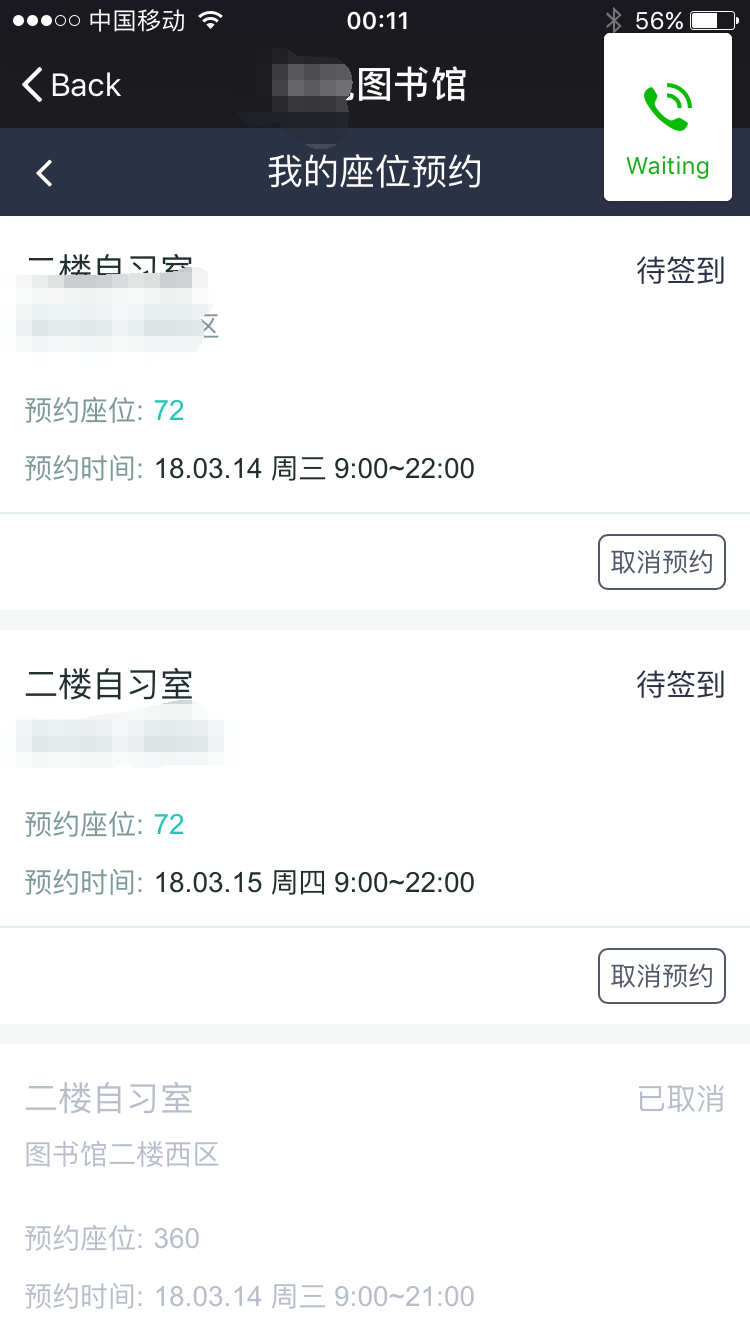 中国移动 00:11 56%
Back 图书馆
Waiting
我的座位预约
二楼自习室 待签到
区
预约座位: 72
预约时间: 18.03.14 周三 9:00~22:00
取消预约
二楼自习室 待签到
预约座位: 72
预约时间: 18.03.15 周四 9:00~22:00
取消预约
二楼自习室 已取消
图书馆二楼西区
预约座位: 360
预约时间: 18.03.14 周三 9:00~21:00